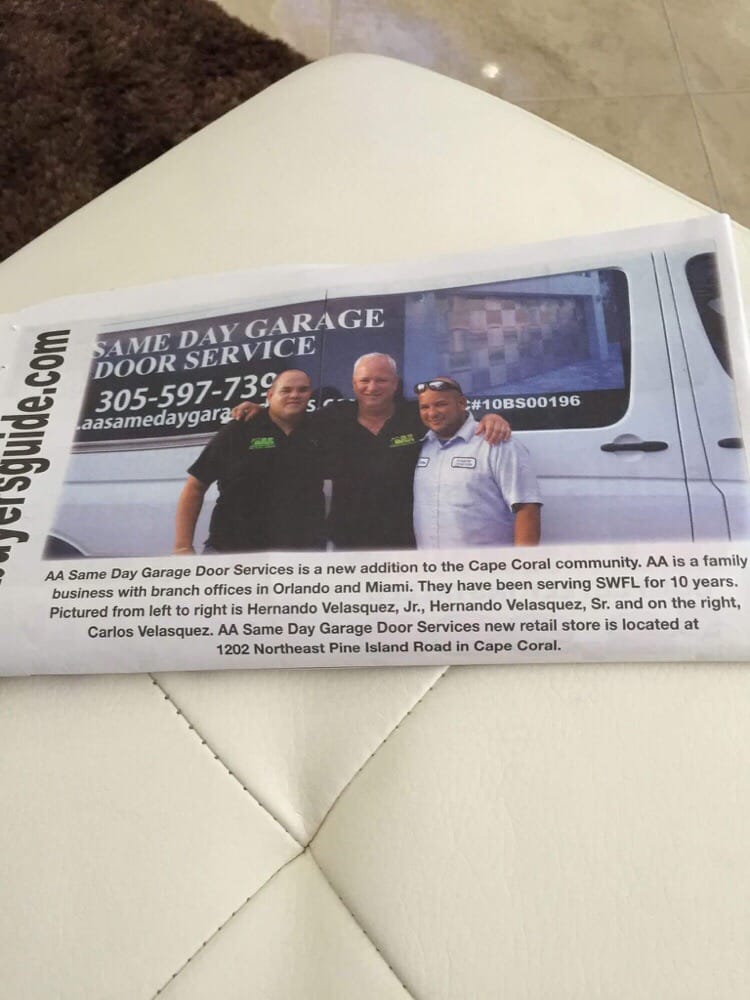 SAME DAY GARAGE
DOOR SERVICE
305-597-739
.aasamedaygara
C#10BS00196
uyersguide.com
AA Same Day Garage Door Services is a new addition to the Cape Coral community. AA is a family
business with branch offices in Orlando and Miami. They have been serving SWFL for 10 years.
Pictured from left to right is Hernando Velasquez, Jr., Hernando Velasquez, Sr. and on the right,
Carlos Velasquez. AA Same Day Garage Door Services new retail store is located at
1202 Northeast Pine Island Road in Cape Coral.